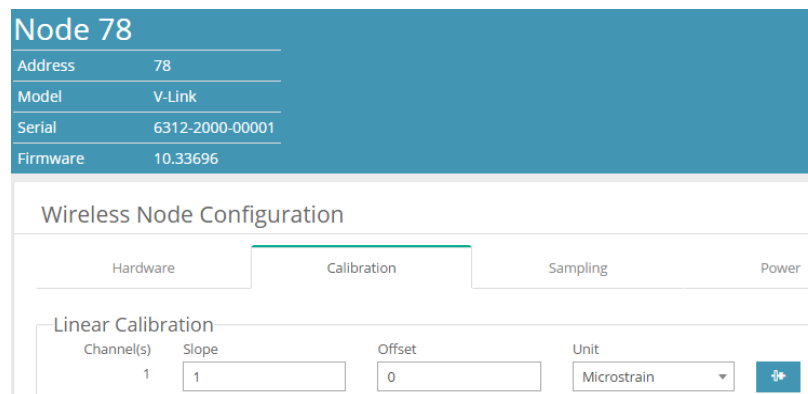 Node 78
Address 78
Model V-Link
Serial 6312-2000-00001
Firmware 10.33696
Wireless Node Configuration
Hardware Calibration Sampling Power
Linear Calibration
Channel(s) Slope Offset Unit
1 1 0 Microstrain